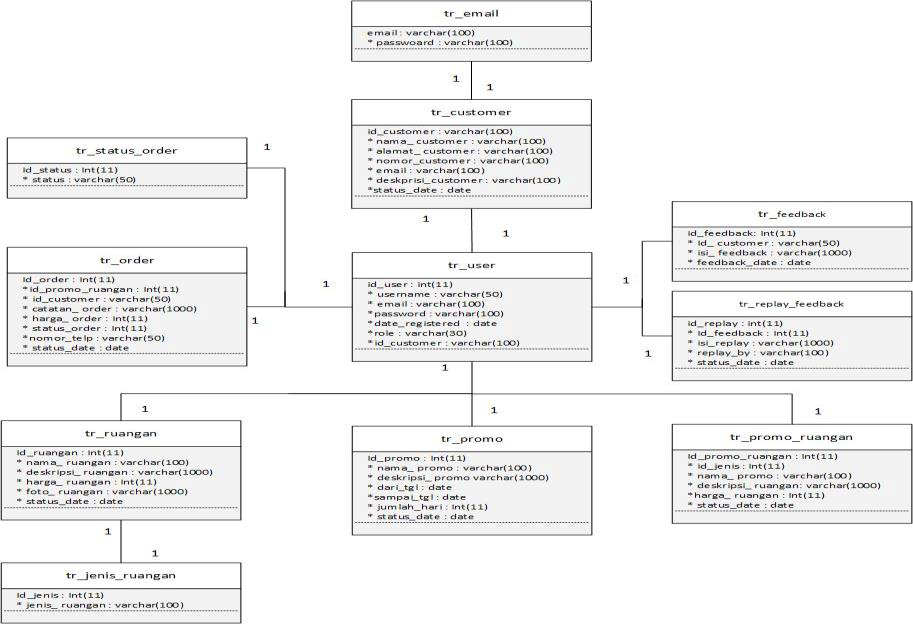 tr_email
email : varchar(100)
* passwoard : varchar(100)
1
1
tr_customer
id_customer : varchar(100)
* nama_ customer : varchar(100)
* alamat_ customer : varchar(100)
* nomor_customer : varchar(100)
* email : varchar(100)
* deskprisi_customer : varchar(100)
*status_date : date
1
1
tr_status_order
Id_status : Int(11)
* status : varchar(50)
1
tr_order
Id_order : Int(11)
*id_promo_ruangan : Int(11)
* id_customer : varchar(50)
* catatan_ order : varchar(1000)
* harga_ order : Int(11)
* status_order : Int(11)
*nomor_telp : varchar(50)
* status_date : date
1
1
tr_user
id_user : int(11)
* username : varchar(50)
* email : varchar(100)
*password : varchar(100)
*date_registered : date
*role : varchar(30)
*id_customer : varchar(100)
1
tr_feedback
id_feedback: Int(11)
* Id_ customer : varchar(50)
* isi_ feedback : varchar(1000)
* feedback_date : date
1
tr_replay_feedback
id_replay : int(11)
* Id_feedback : Int(11)
* isi_replay : varchar(1000)
* replay_by : varchar(100)
* status_date : date
1
1
tr_ruangan
Id_ruangan : Int(11)
* nama_ ruangan : varchar(100)
* deskripsi_ ruangan : varchar(1000)
* harga_ ruangan : Int(11)
* foto_ ruangan : varchar(1000)
* status_date : date
1
tr_promo
Id_promo : Int(11)
* nama_ promo : varchar(100)
* deskripsi_ promo varchar(1000)
* dari_tgl : date
*sampai_tgl : date
* jumlah_hari : Int(11)
* status_date : date
1
tr_promo_ruangan
Id_promo_ruangan : Int(11)
* id_jenis : Int(11)
* nama_ promo : varchar(100)
* deskripsi_ ruangan: varchar(1000)
*harga_ ruangan : Int(11)
* status_date : date
1
1
tr_jenis_ruangan
Id_jenis : Int(11)
* jenis_ ruangan : varchar(100)